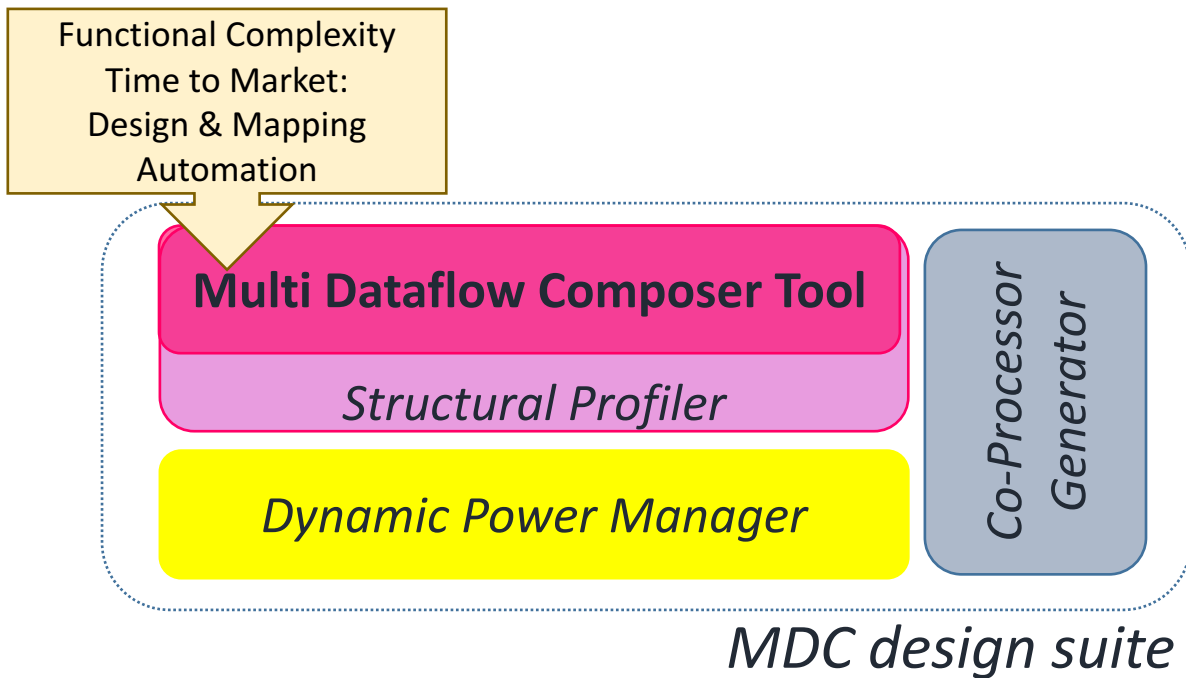 Functional Complexity
Time to Market:
Design & Mapping
Automation
Multi Dataflow Composer Tool
Structural Profiler
Dynamic Power Manager
Co-Processor
Generator
MDC design suite